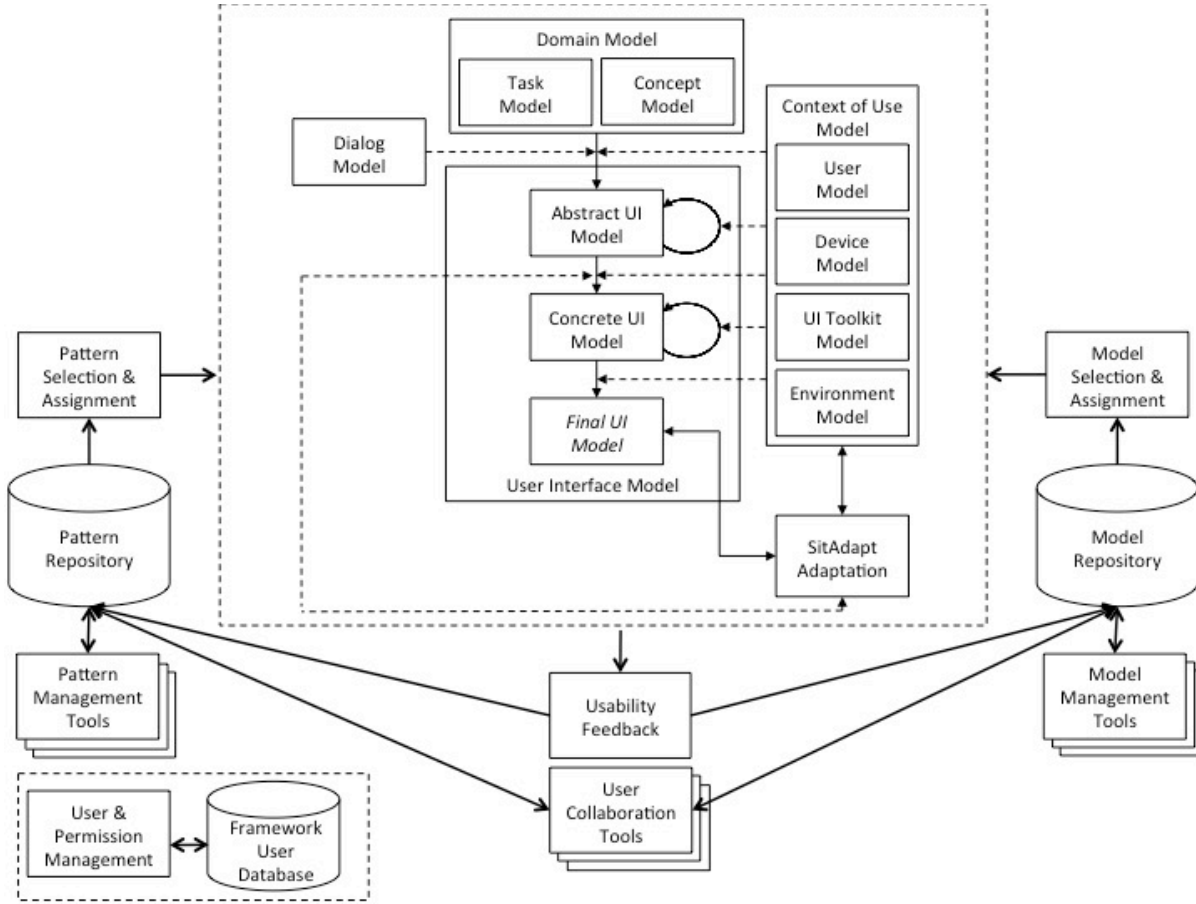 Domain Model
Task
Model
Concept
Model
Context of Use
Model
Dialog
Model
User
Model
Abstract UI
Model
Device
Model
Concrete UI
Model
UI Toolkit
Model
Pattern
Selection &
Assignment
Model
Selection &
Assignment
Environment
Model
Final UI
Model
User Interface Model
Pattern
Repository
SitAdapt
Adaptation
Model
Repository
Pattern
Management
Tools
Usability
Feedback
Model
Management
Tools
User
Collaboration
Tools
User &
Permission
Management
Framework
User
Database